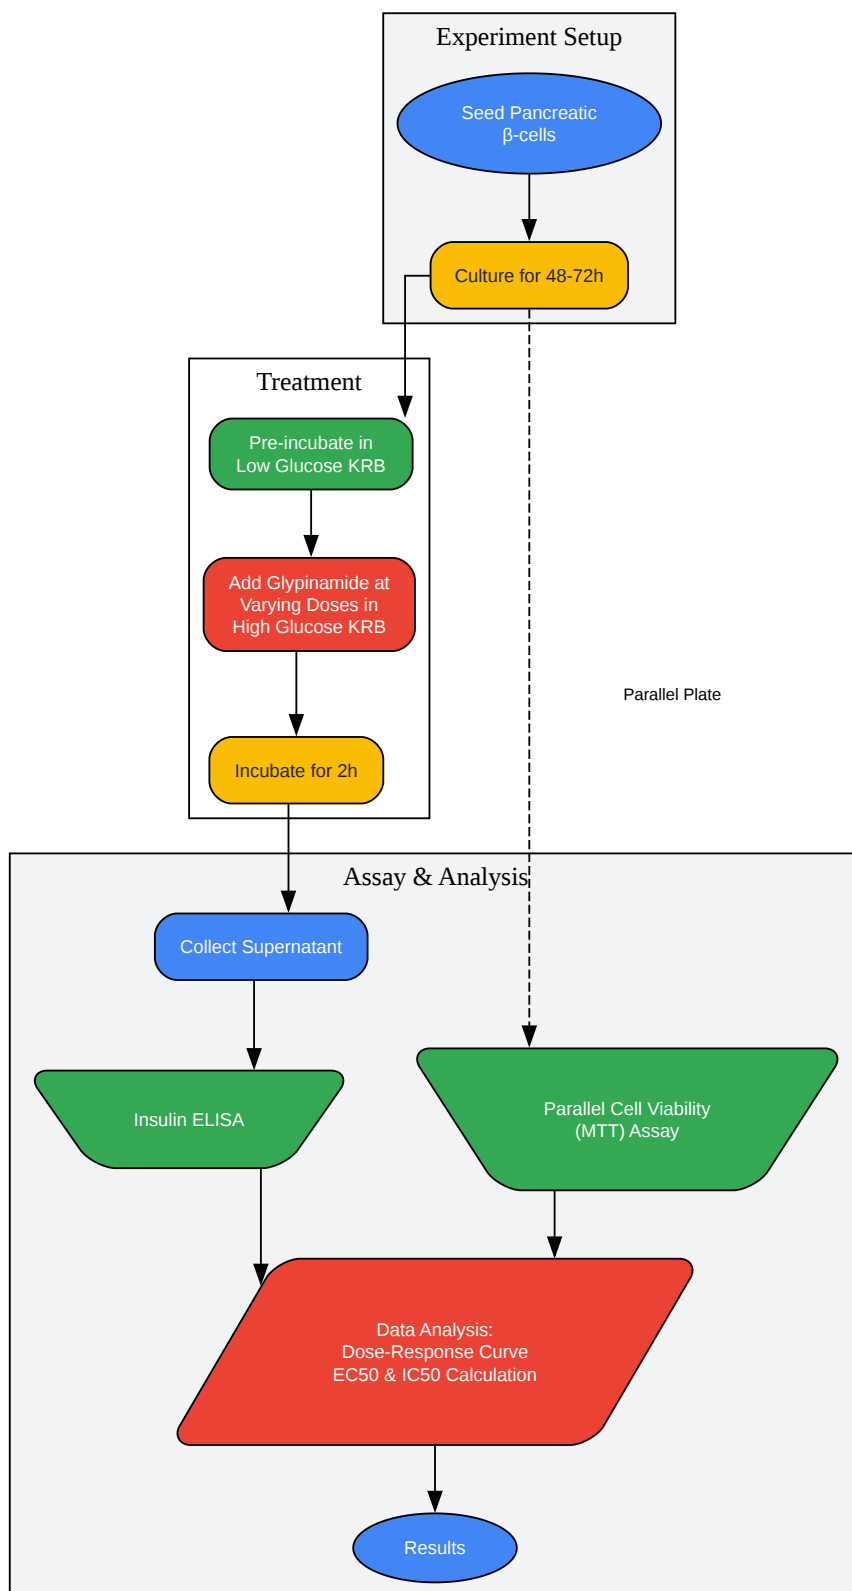 Experiment Setup
Seed Pancreatic
β-cells
Culture for 48-72h
Treatment
Pre-incubate in
Low Glucose KRB
Add Glypinamide at
Varying Doses in
High Glucose KRB
Parallel Plate
Incubate for 2h
Assay & Analysis
Collect Supernatant
Insulin ELISA
Parallel Cell Viability
(MTT) Assay
Data Analysis:
Dose-Response Curve
EC50 & IC50 Calculation
Results